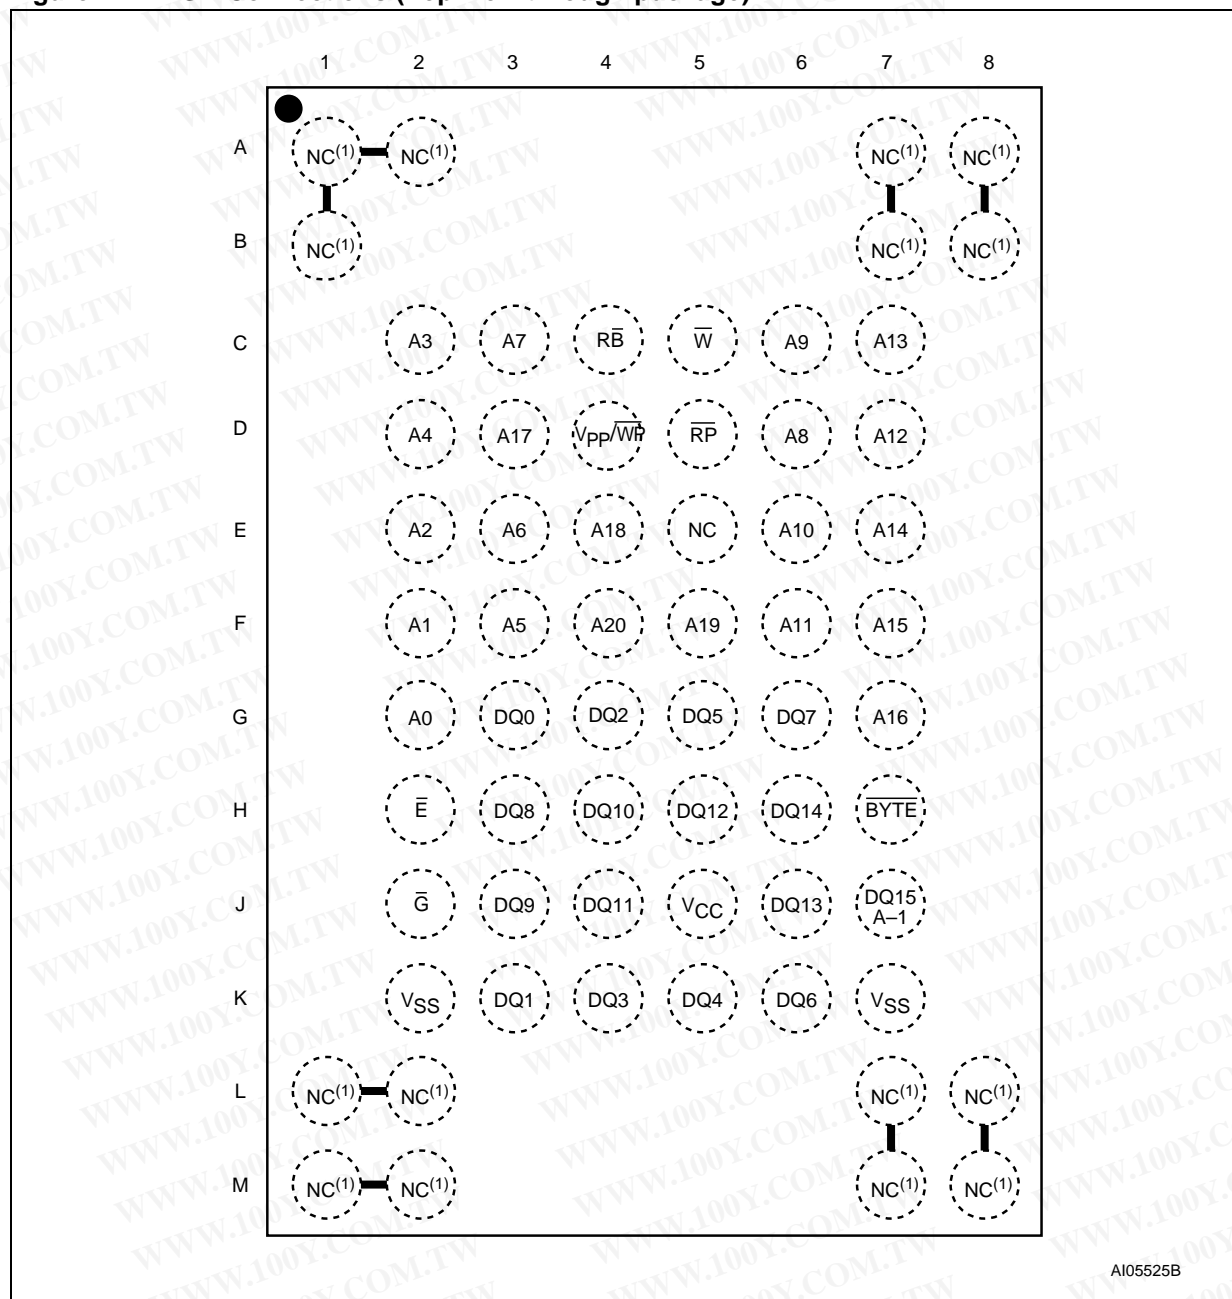 1 2 3 4 5 6 7 8
A NC(1) NC(1) NC(1) NC(1)
B NC(1) NC(1) NC(1)
C A3 A7 RB̅ W̅ A9 A13
D A4 A17 VPP/W̅P̅ R̅P̅ A8 A12
E A2 A6 A18 NC A10 A14
F A1 A5 A20 A19 A11 A15
G A0 DQ0 DQ2 DQ5 DQ7 A16
H E̅ DQ8 DQ10 DQ12 DQ14 B̅Y̅T̅E̅
J G̅ DQ9 DQ11 VCC DQ13 DQ15
A–1
K VSS DQ1 DQ3 DQ4 DQ6 VSS
L NC(1) NC(1) NC(1) NC(1)
M NC(1) NC(1) NC(1) NC(1)
AI05525B
WWW.100Y.COM.TW